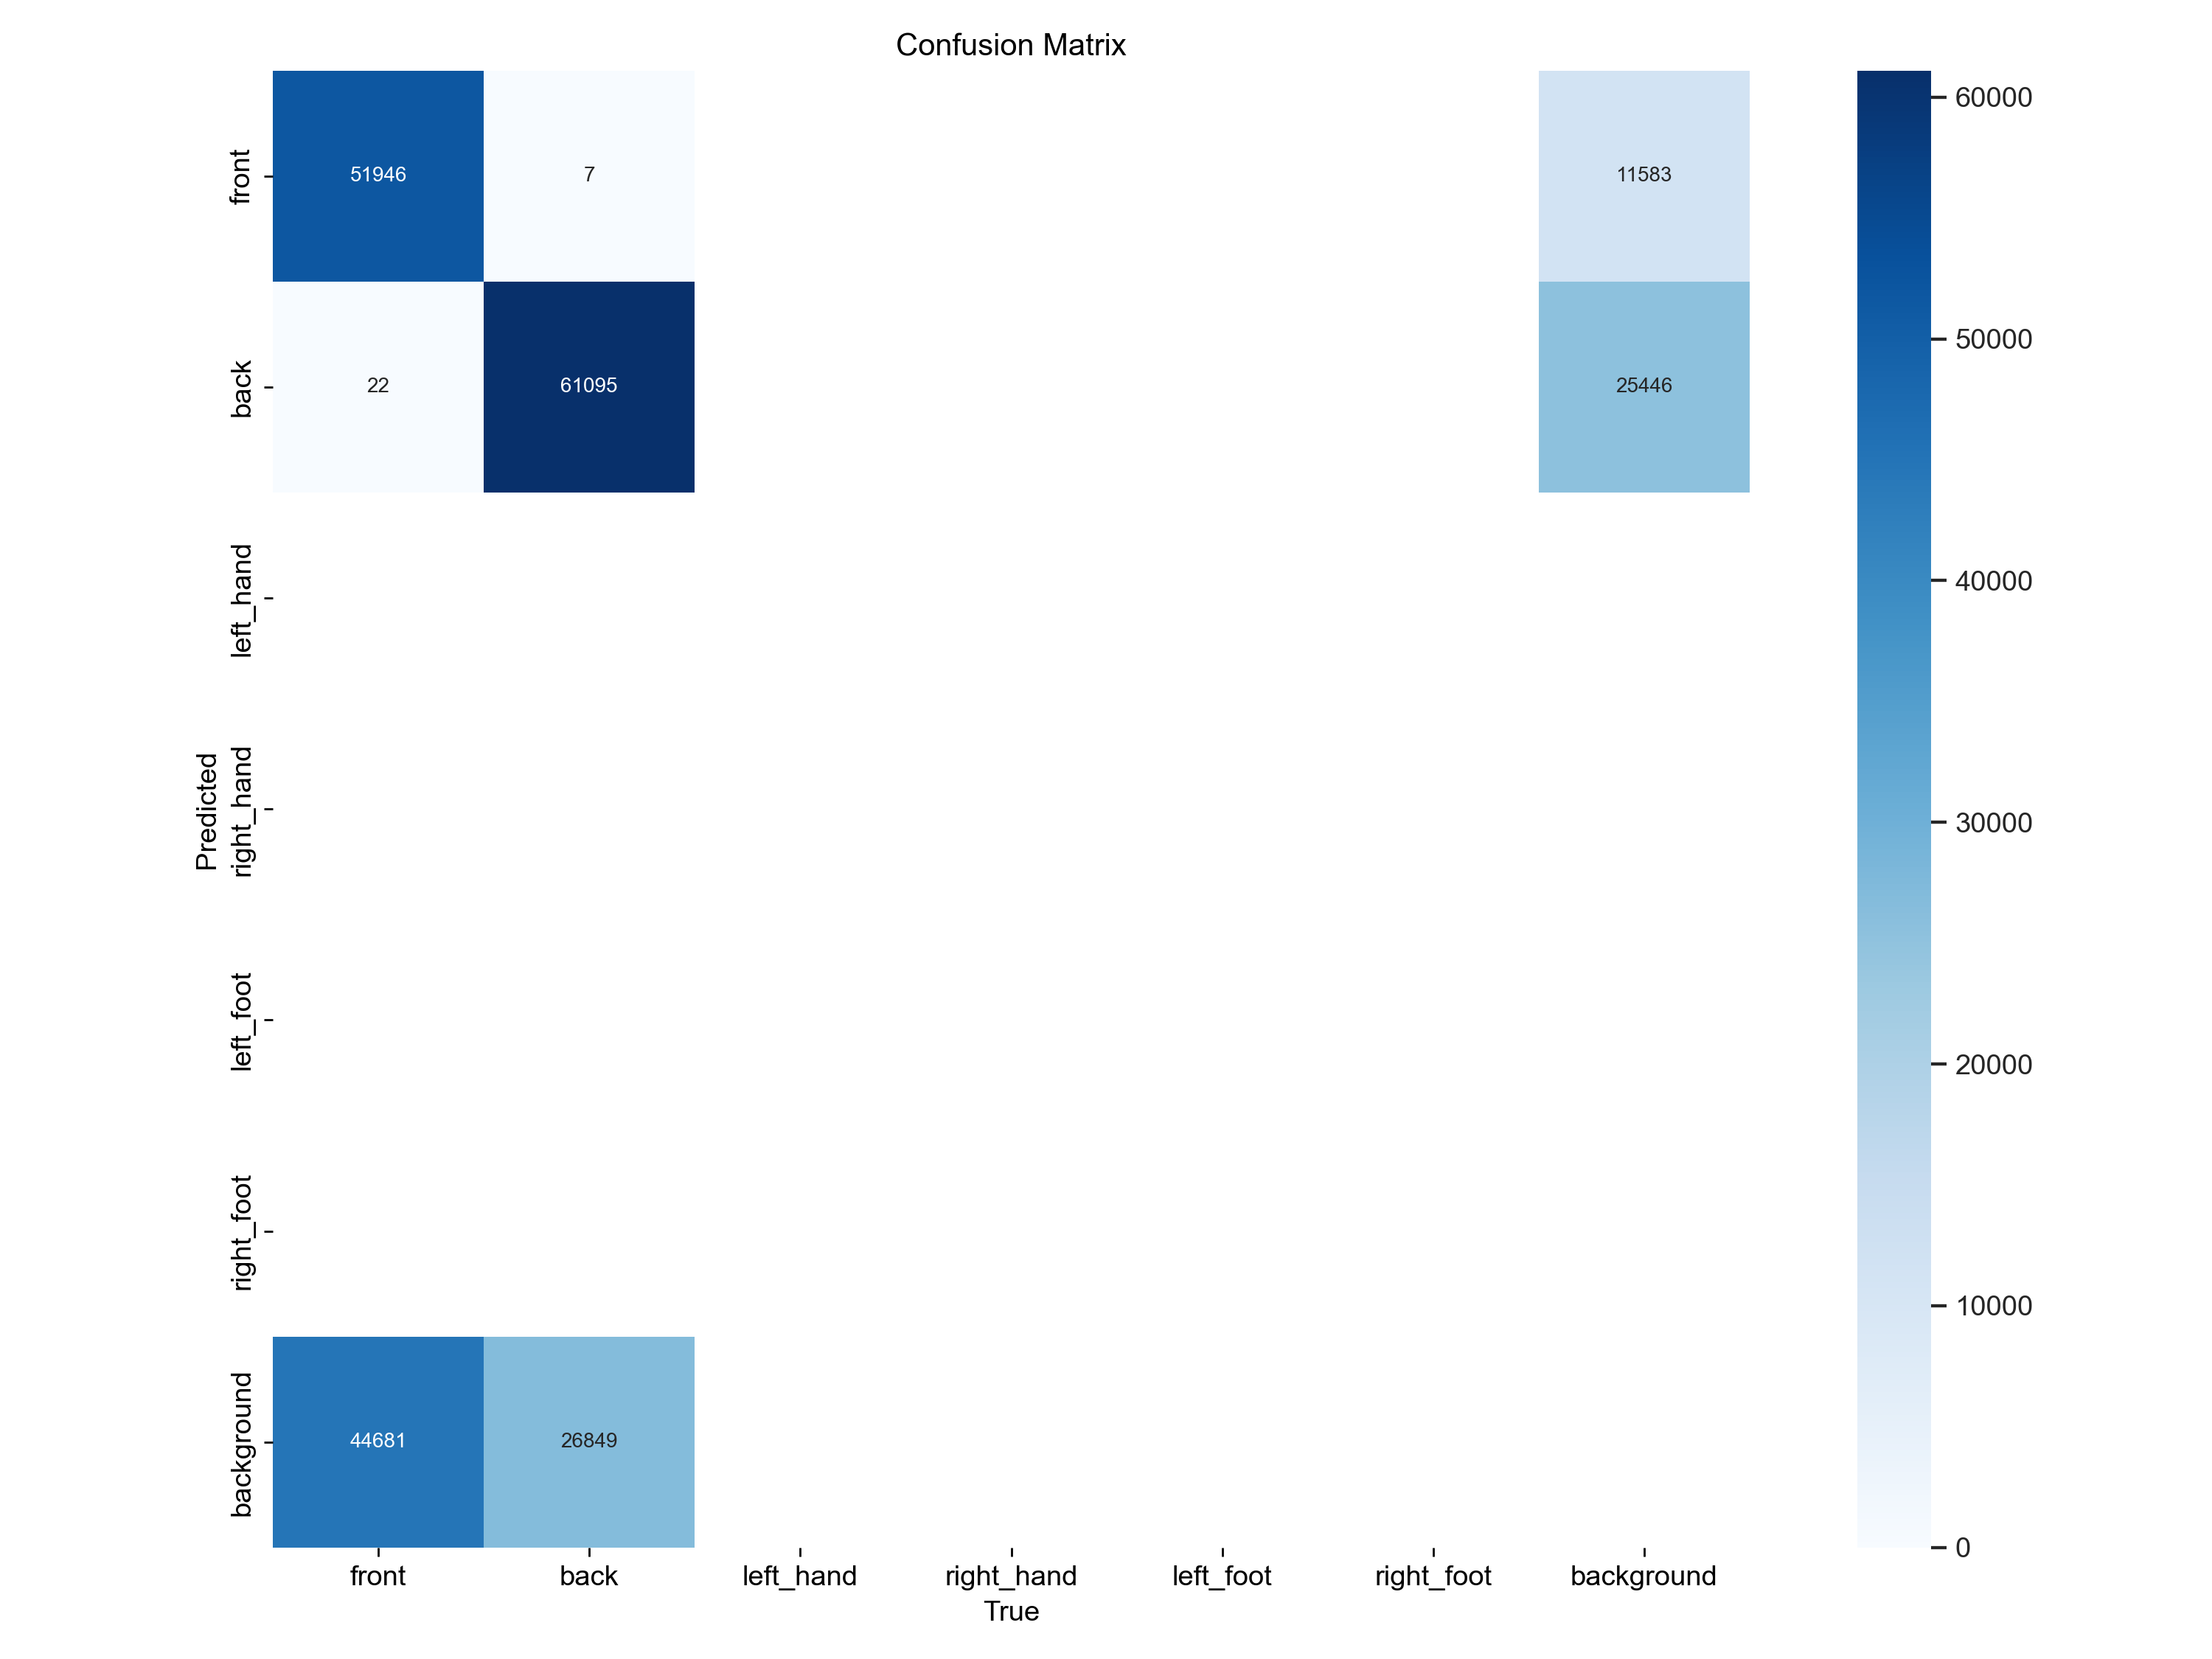 Confusion Matrix
Predicted
front
51946
7
11583
back
22
61095
25446
left_hand
right_hand
left_foot
right_foot
background
44681
26849
front
back
left_hand
right_hand
left_foot
right_foot
background
True
60000
50000
40000
30000
20000
10000
0